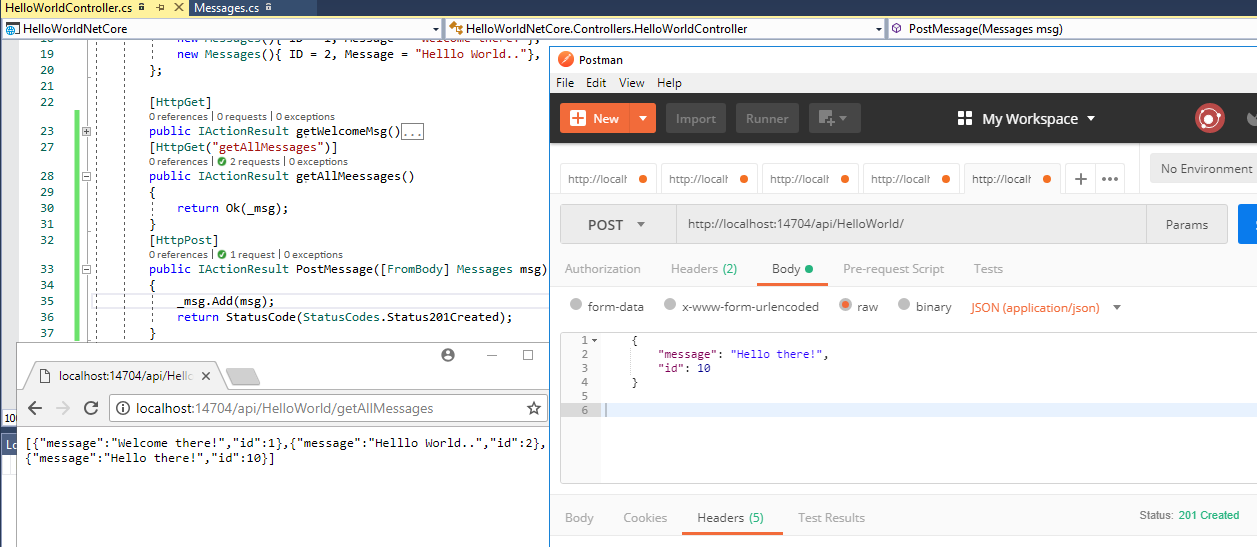 HelloWorldController.cs
Messages.cs
HelloWorldNetCore
HelloWorldNetCore.Controllers.HelloWorldController
PostMessage(Messages msg)
19 new Messages(){ ID = 2, Message = "Helllo World.."},
20 };
21
22 [HttpGet]
0 references | 0 requests | 0 exceptions
23 public IActionResult getWelcomeMsg()...
27 [HttpGet("getAllMessages")]
0 references | 2 requests | 0 exceptions
28 public IActionResult getAllMeessages()
29 {
30 return Ok(_msg);
31 }
32 [HttpPost]
0 references | 1 request | 0 exceptions
33 public IActionResult PostMessage([FromBody] Messages msg)
34 {
35 _msg.Add(msg);
36 return StatusCode(StatusCodes.Status201Created);
37 }
localhost:14704/api/Hello
localhost:14704/api/HelloWorld/getAllMessages
[{"message":"Welcome there!","id":1},{"message":"Helllo World..","id":2},
{"message":"Hello there!","id":10}]
Postman
File Edit View Help
New Import Runner My Workspace
http://localh http://localh http://localh http://localh http://localh
No Environment
POST http://localhost:14704/api/HelloWorld/ Params
Authorization Headers (2) Body Pre-request Script Tests
form-data x-www-form-urlencoded raw binary JSON (application/json)
1 {
2 "message": "Hello there!",
3 "id": 10
4 }
5
6
Body Cookies Headers (5) Test Results
Status: 201 Created